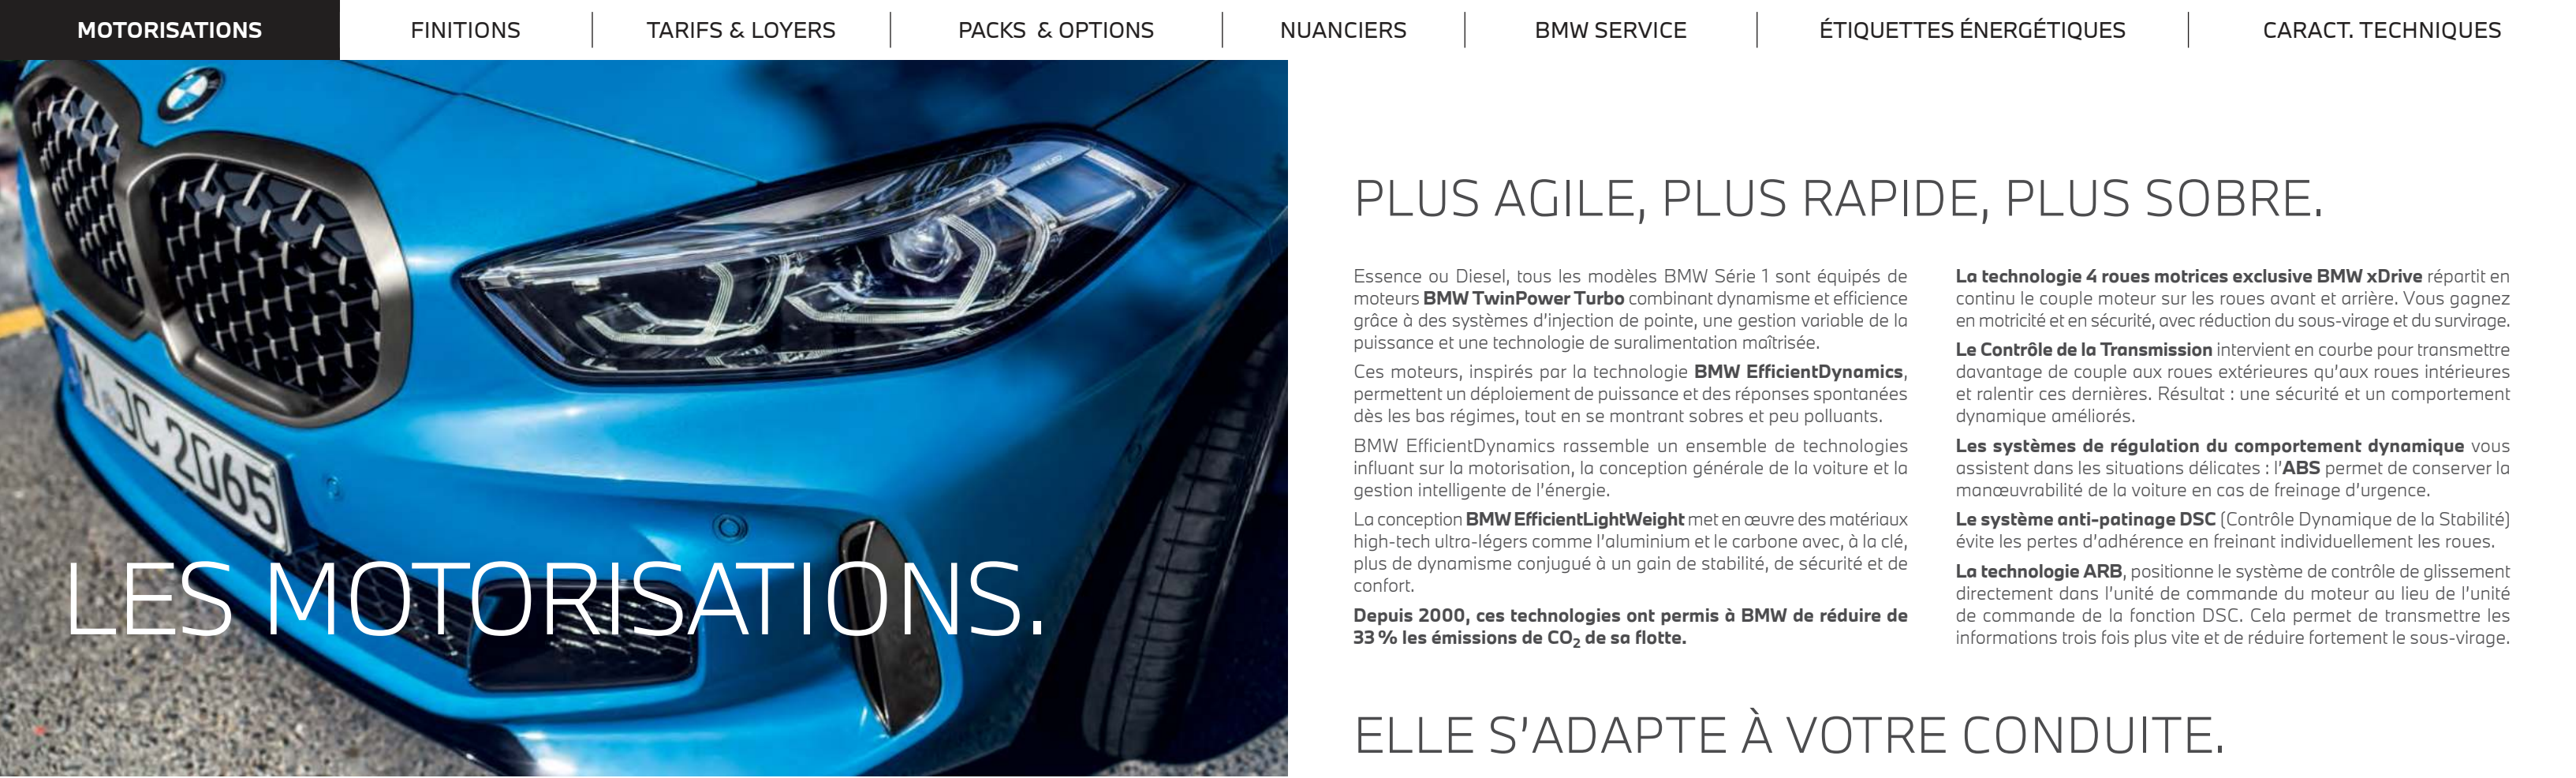 MOTORISATIONS
FINITIONS
TARIFS & LOYERS
PACKS & OPTIONS
NUANCIERS
BMW SERVICE
ÉTIQUETTES ÉNERGÉTIQUES
CARACT. TECHNIQUES
JC 2065
LES MOTORISATIONS.
PLUS AGILE, PLUS RAPIDE, PLUS SOBRE.
Essence ou Diesel, tous les modèles BMW Série 1 sont équipés de
moteurs BMW TwinPower Turbo combinant dynamisme et efficience
grâce à des systèmes d'injection de pointe, une gestion variable de la
puissance et une technologie de suralimentation maîtrisée.
Ces moteurs, inspirés par la technologie BMW EfficientDynamics,
permettent un déploiement de puissance et des réponses spontanées
dès les bas régimes, tout en se montrant sobres et peu polluants.
BMW EfficientDynamics rassemble un ensemble de technologies
influant sur la motorisation, la conception générale de la voiture et la
gestion intelligente de l'énergie.
La conception BMW EfficientLightWeight met en œuvre des matériaux
high-tech ultra-légers comme l'aluminium et le carbone avec, à la clé,
plus de dynamisme conjugué à un gain de stabilité, de sécurité et de
confort.
Depuis 2000, ces technologies ont permis à BMW de réduire de
33 % les émissions de CO₂ de sa flotte.
La technologie 4 roues motrices exclusive BMW xDrive répartit en
continu le couple moteur sur les roues avant et arrière. Vous gagnez
en motricité et en sécurité, avec réduction du sous-virage et du survirage.
Le Contrôle de la Transmission intervient en courbe pour transmettre
davantage de couple aux roues extérieures qu'aux roues intérieures
et ralentir ces dernières. Résultat : une sécurité et un comportement
dynamique améliorés.
Les systèmes de régulation du comportement dynamique vous
assistent dans les situations délicates : l'ABS permet de conserver la
manœuvrabilité de la voiture en cas de freinage d'urgence.
Le système anti-patinage DSC (Contrôle Dynamique de la Stabilité)
évite les pertes d'adhérence en freinant individuellement les roues.
La technologie ARB, positionne le système de contrôle de glissement
directement dans l'unité de commande du moteur au lieu de l'unité
de commande de la fonction DSC. Cela permet de transmettre les
informations trois fois plus vite et de réduire fortement le sous-virage.
ELLE S'ADAPTE À VOTRE CONDUITE.